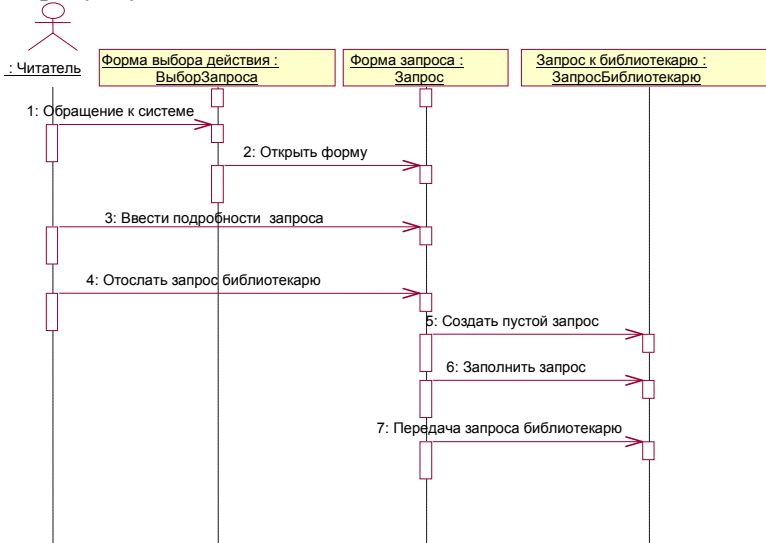 : Читатель
Форма выбора действия :
ВыборЗапроса
Форма запроса :
Запрос
Запрос к библиотекарю :
ЗапросБиблиотекарю
1: Обращение к системе
2: Открыть форму
3: Ввести подробности запроса
4: Отослать запрос библиотекарю
5: Создать пустой запрос
6: Заполнить запрос
7: Передача запроса библиотекарю